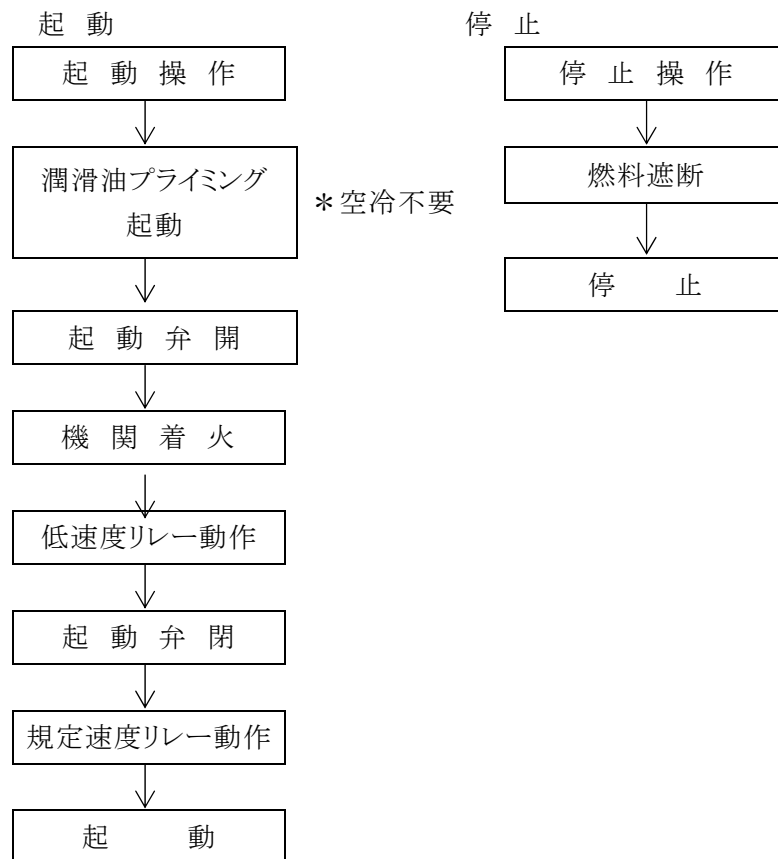 起 動
起 動 操 作
潤滑油プライミング
起動
＊空冷不要
起 動 弁 開
機 関 着 火
低速度リレー動作
起 動 弁 閉
規定速度リレー動作
起 動
停 止
停 止 操 作
燃料遮断
停 止